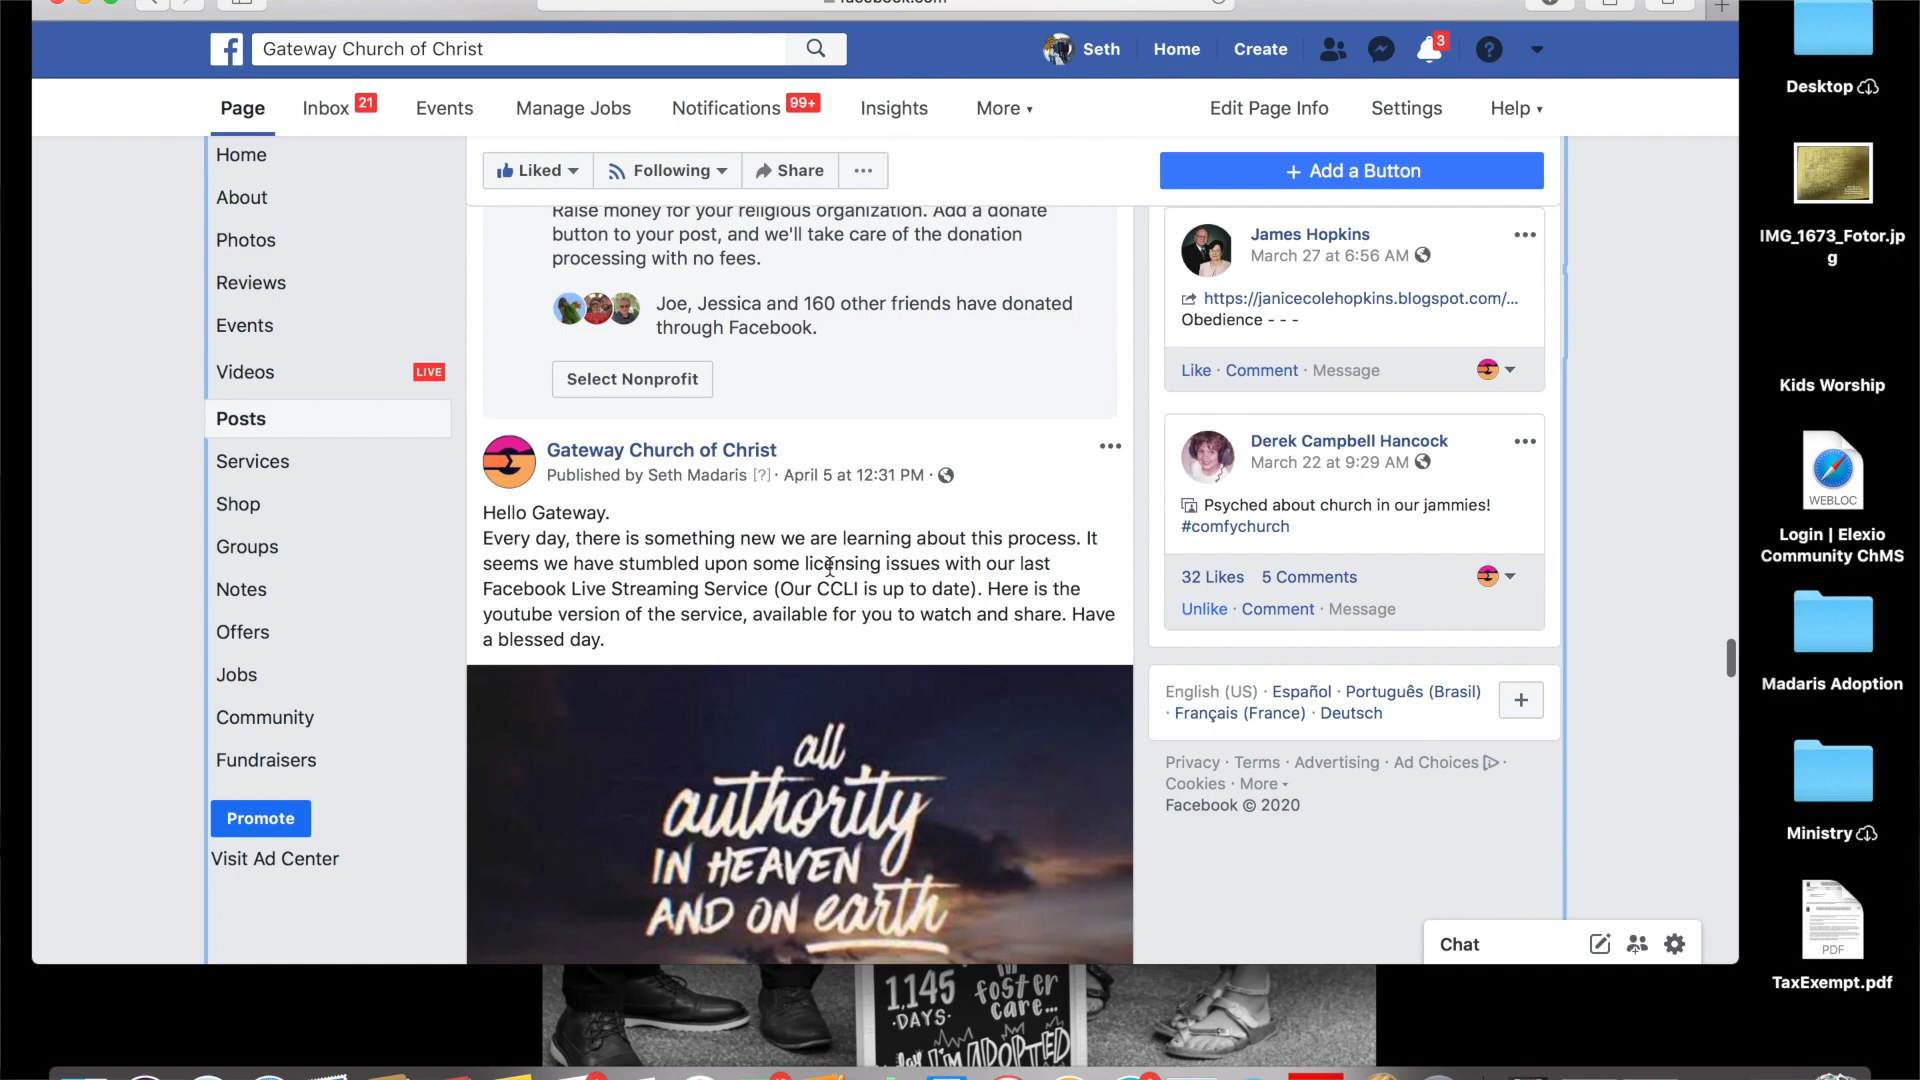 facebook.com
Gateway Church of Christ
Seth
Home
Create
3
Page
Inbox 21
Events
Manage Jobs
Notifications 99+
Insights
More
Edit Page Info
Settings
Help
Home
About
Photos
Reviews
Events
Videos
LIVE
Posts
Services
Shop
Groups
Notes
Offers
Jobs
Community
Fundraisers
Promote
Visit Ad Center
Liked
Following
Share
+ Add a Button
Raise money for your religious organization. Add a donate
button to your post, and we'll take care of the donation
processing with no fees.
Joe, Jessica and 160 other friends have donated
through Facebook.
Select Nonprofit
Gateway Church of Christ
Published by Seth Madaris [?] · April 5 at 12:31 PM ·
Hello Gateway.
Every day, there is something new we are learning about this process. It
seems we have stumbled upon some licensing issues with our last
Facebook Live Streaming Service (Our CCLI is up to date). Here is the
youtube version of the service, available for you to watch and share. Have
a blessed day.
all
authority
IN HEAVEN
AND ON earth
James Hopkins
March 27 at 6:56 AM
https://janicecolehopkins.blogspot.com/...
Obedience - - -
Like · Comment · Message
Derek Campbell Hancock
March 22 at 9:29 AM
Psyched about church in our jammies!
#comfychurch
32 Likes 5 Comments
Unlike · Comment · Message
English (US) · Español · Português (Brasil)
· Français (France) · Deutsch
Privacy · Terms · Advertising · Ad Choices ·
Cookies · More
Facebook © 2020
Chat
Desktop
IMG_1673_Fotor.jp
g
Kids Worship
WEBLOC
Login | Elexio
Community ChMS
Madaris Adoption
Ministry
PDF
TaxExempt.pdf
1,145
·DAYS·
in
foster
care...
I'M ADOPTED